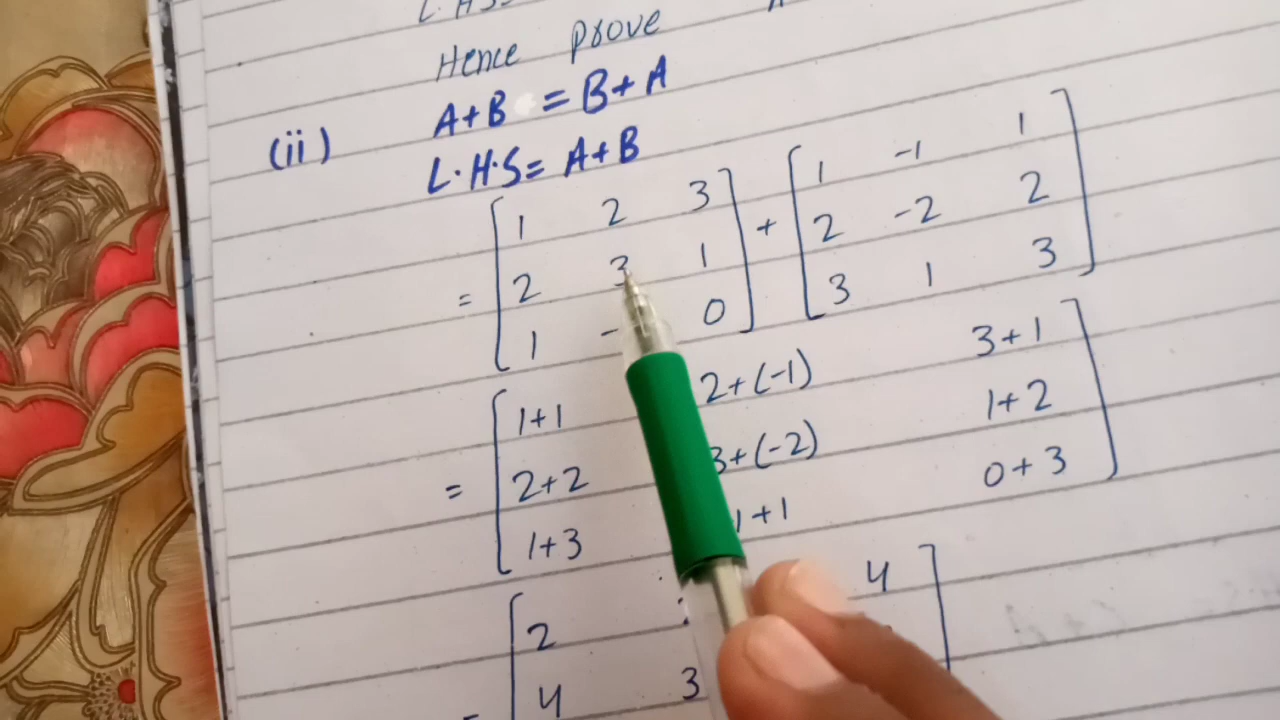 L.H.S
Hence prove
(ii) A+B = B+A
L.H.S = A+B
= [1 2 3] + [1 -1 1]
[2 3 1] [2 -2 2]
[1 - 0] [3 1 3]
= [1+1 2+(-1) 3+1]
[2+2 3+(-2) 1+2]
[1+3 1+1 0+3]
[2 4]
= [4 3